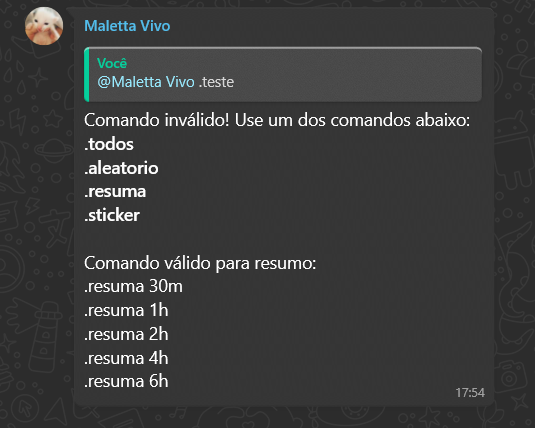 Maletta Vivo
Você
@Maletta Vivo .teste
Comando inválido! Use um dos comandos abaixo:
.todos
.aleatorio
.resuma
.sticker
Comando válido para resumo:
.resuma 30m
.resuma 1h
.resuma 2h
.resuma 4h
.resuma 6h
17:54